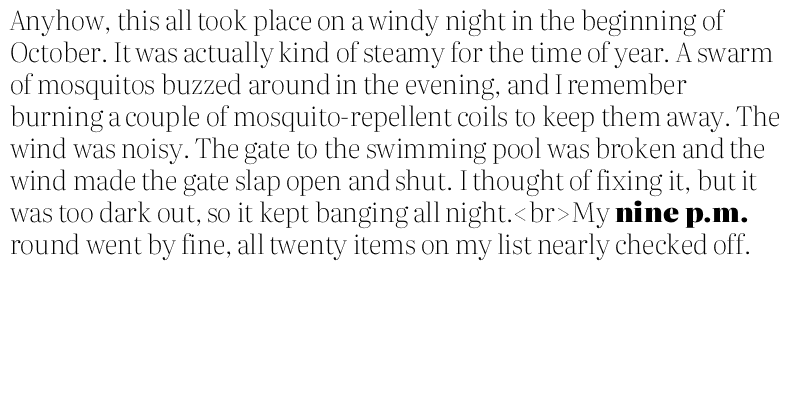 Anyhow, this all took place on a windy night in the beginning of
October. It was actually kind of steamy for the time of year. A swarm
of mosquitos buzzed around in the evening, and I remember
burning a couple of mosquito-repellent coils to keep them away. The
wind was noisy. The gate to the swimming pool was broken and the
wind made the gate slap open and shut. I thought of fixing it, but it
was too dark out, so it kept banging all night.<br>My nine p.m.
round went by fine, all twenty items on my list nearly checked off.